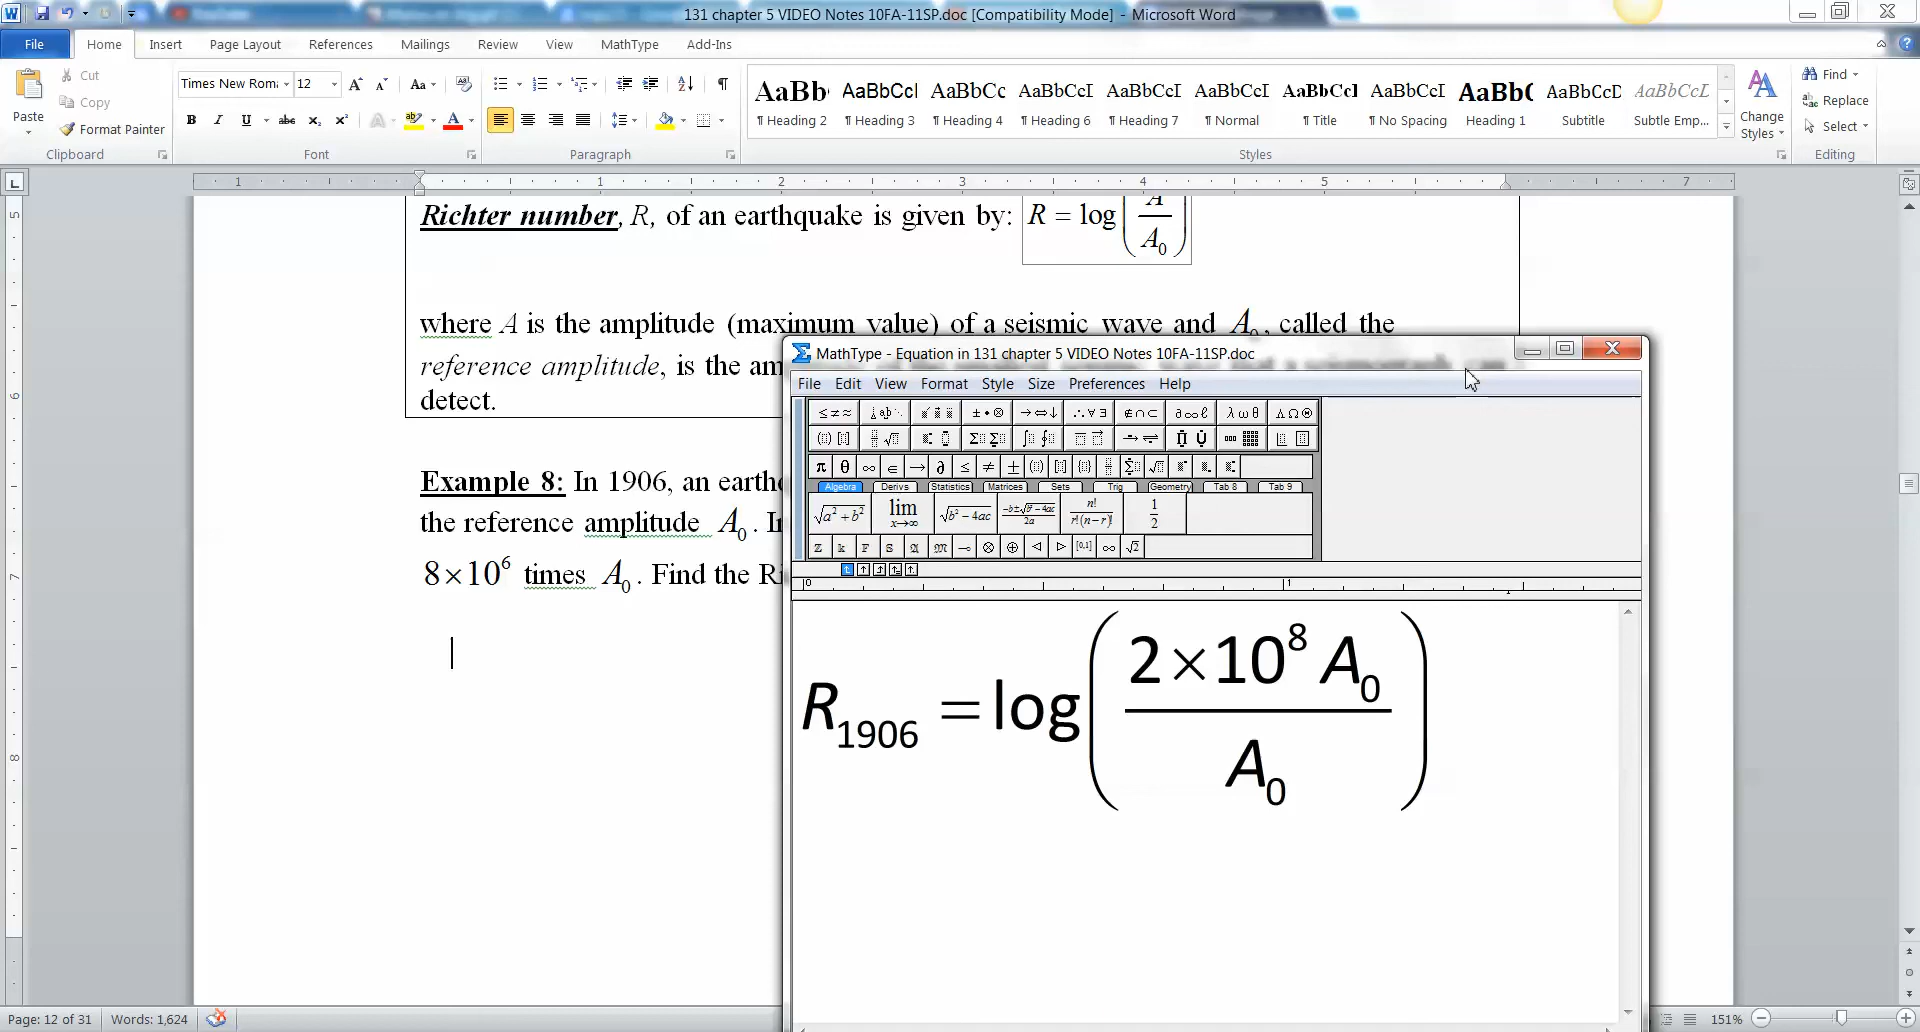 131 chapter 5 VIDEO Notes 10FA-11SP.doc [Compatibility Mode] - Microsoft Word
File Home Insert Page Layout References Mailings Review View MathType Add-Ins
Paste
Cut
Copy
Format Painter
Clipboard
Times New Roma 12
Font
Paragraph
AaBb AaBbCcI AaBbCc AaBbCcI AaBbCcI AaBbCcI AaBbCcI AaBbCcI AaBb( AaBbCcD AaBbCcL
¶ Heading 2 ¶ Heading 3 ¶ Heading 4 ¶ Heading 6 ¶ Heading 7 ¶ Normal ¶ Title ¶ No Spacing Heading 1 Subtitle Subtle Emp...
Styles
Change Styles
Find
Replace
Select
Editing
Richter number, R, of an earthquake is given by: R = log(A/A₀)
where A is the amplitude (maximum value) of a seismic wave and A₀, called the
reference amplitude, is the am
detect.
Example 8: In 1906, an earth
the reference amplitude A₀. I
8×10⁶ times A₀. Find the Ri
MathType - Equation in 131 chapter 5 VIDEO Notes 10FA-11SP.doc
File Edit View Format Style Size Preferences Help
Algebra Derivs Statistics Matrices Sets Trig Geometry Tab 8 Tab 9
R₁₉₀₆ = log(2×10⁸ A₀/A₀)
Page: 12 of 31 Words: 1,624 151%